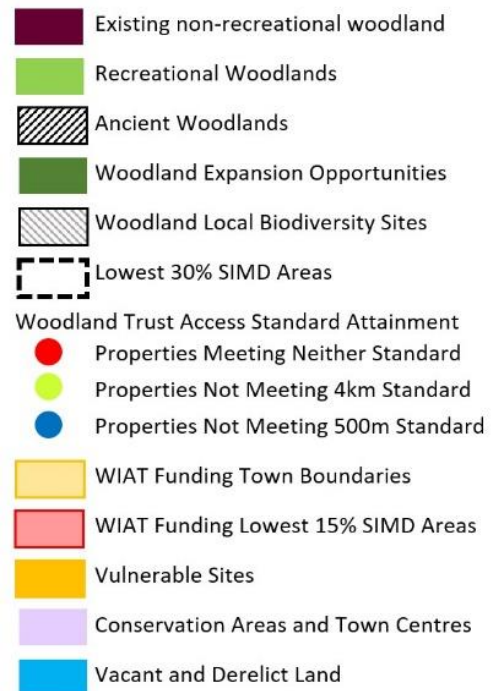 Existing non-recreational woodland
Recreational Woodlands
Ancient Woodlands
Woodland Expansion Opportunities
Woodland Local Biodiversity Sites
Lowest 30% SIMD Areas
Woodland Trust Access Standard Attainment
Properties Meeting Neither Standard
Properties Not Meeting 4km Standard
Properties Not Meeting 500m Standard
WIAT Funding Town Boundaries
WIAT Funding Lowest 15% SIMD Areas
Vulnerable Sites
Conservation Areas and Town Centres
Vacant and Derelict Land